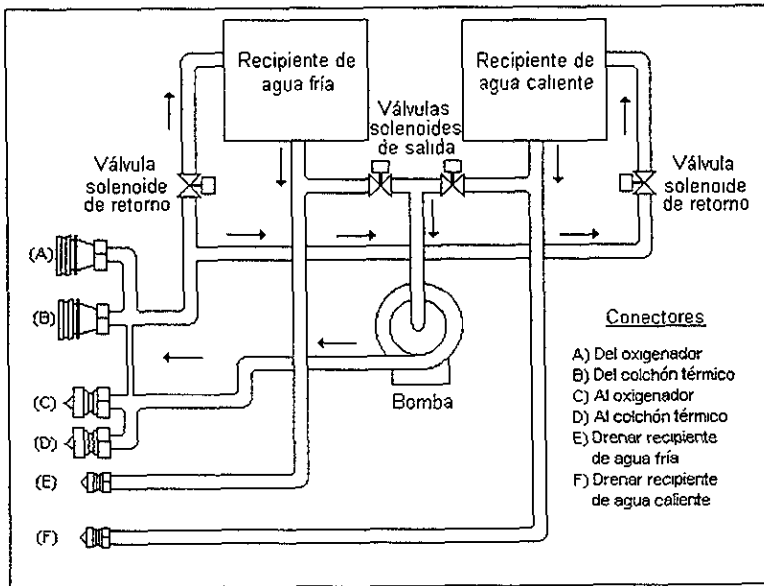 Recipiente de
agua fría
Recipiente de
agua caliente
Válvulas
solenoides
de salida
Válvula
solenoide
de retorno
Válvula
solenoide
de retorno
(A)
(B)
(C)
(D)
(E)
(F)
Bomba
Conectores
A) Del oxigenador
B) Del colchón térmico
C) Al oxigenador
D) Al colchón térmico
E) Drenar recipiente
de agua fría
F) Drenar recipiente
de agua caliente